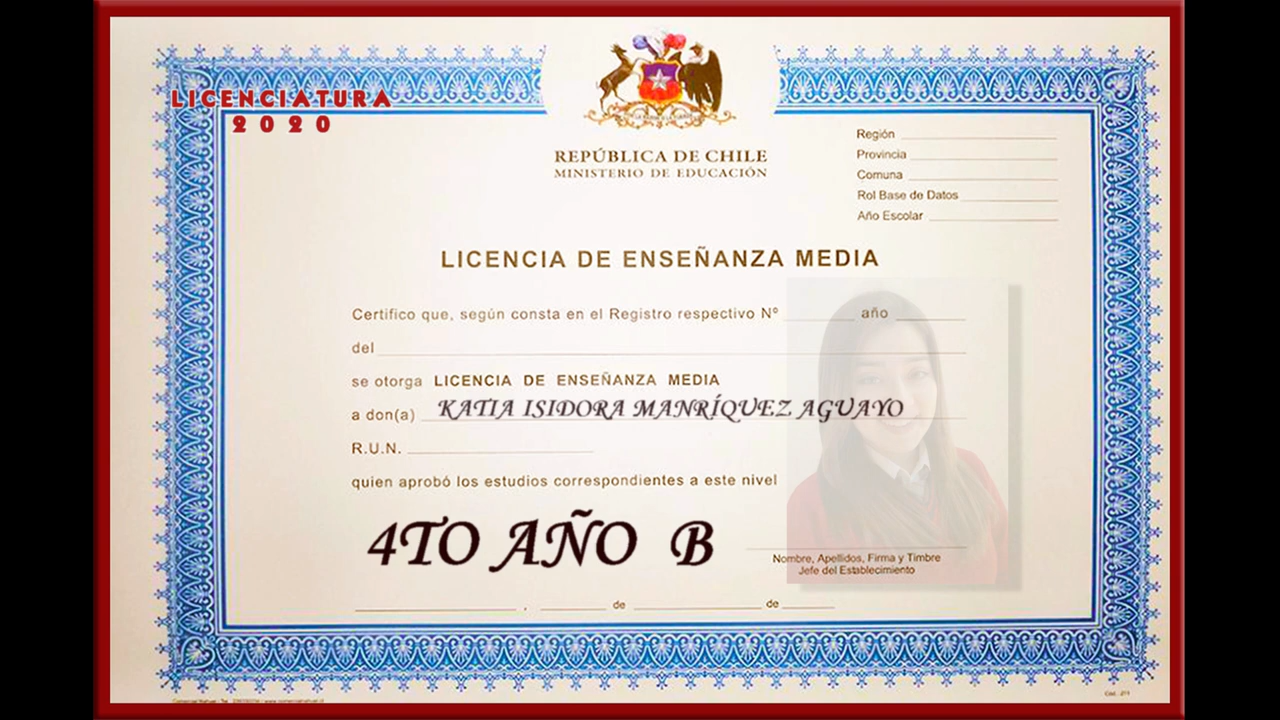 LICENCIATURA
2020
REPÚBLICA DE CHILE
MINISTERIO DE EDUCACIÓN
Región
Provincia
Comuna
Rol Base de Datos
Año Escolar
LICENCIA DE ENSEÑANZA MEDIA
Certifico que, según consta en el Registro respectivo Nº año
del
se otorga LICENCIA DE ENSEÑANZA MEDIA
a don(a) KATIA ISIDORA MANRÍQUEZ AGUAYO
R.U.N.
quien aprobó los estudios correspondientes a este nivel
4TO AÑO B
Nombre, Apellidos, Firma y Timbre
Jefe del Establecimiento
, de de